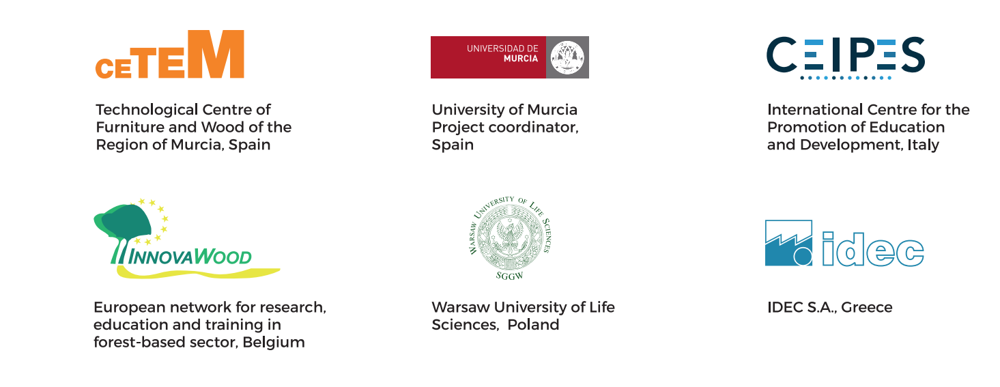 CETEM
Technological Centre of
Furniture and Wood of the
Region of Murcia, Spain
UNIVERSIDAD DE
MURCIA
University of Murcia
Project coordinator,
Spain
CEIPES
International Centre for the
Promotion of Education
and Development, Italy
INNOVAWOOD
European network for research,
education and training in
forest-based sector, Belgium
WARSAW UNIVERSITY OF LIFE SCIENCES
SGGW
Warsaw University of Life
Sciences, Poland
idec
IDEC S.A., Greece